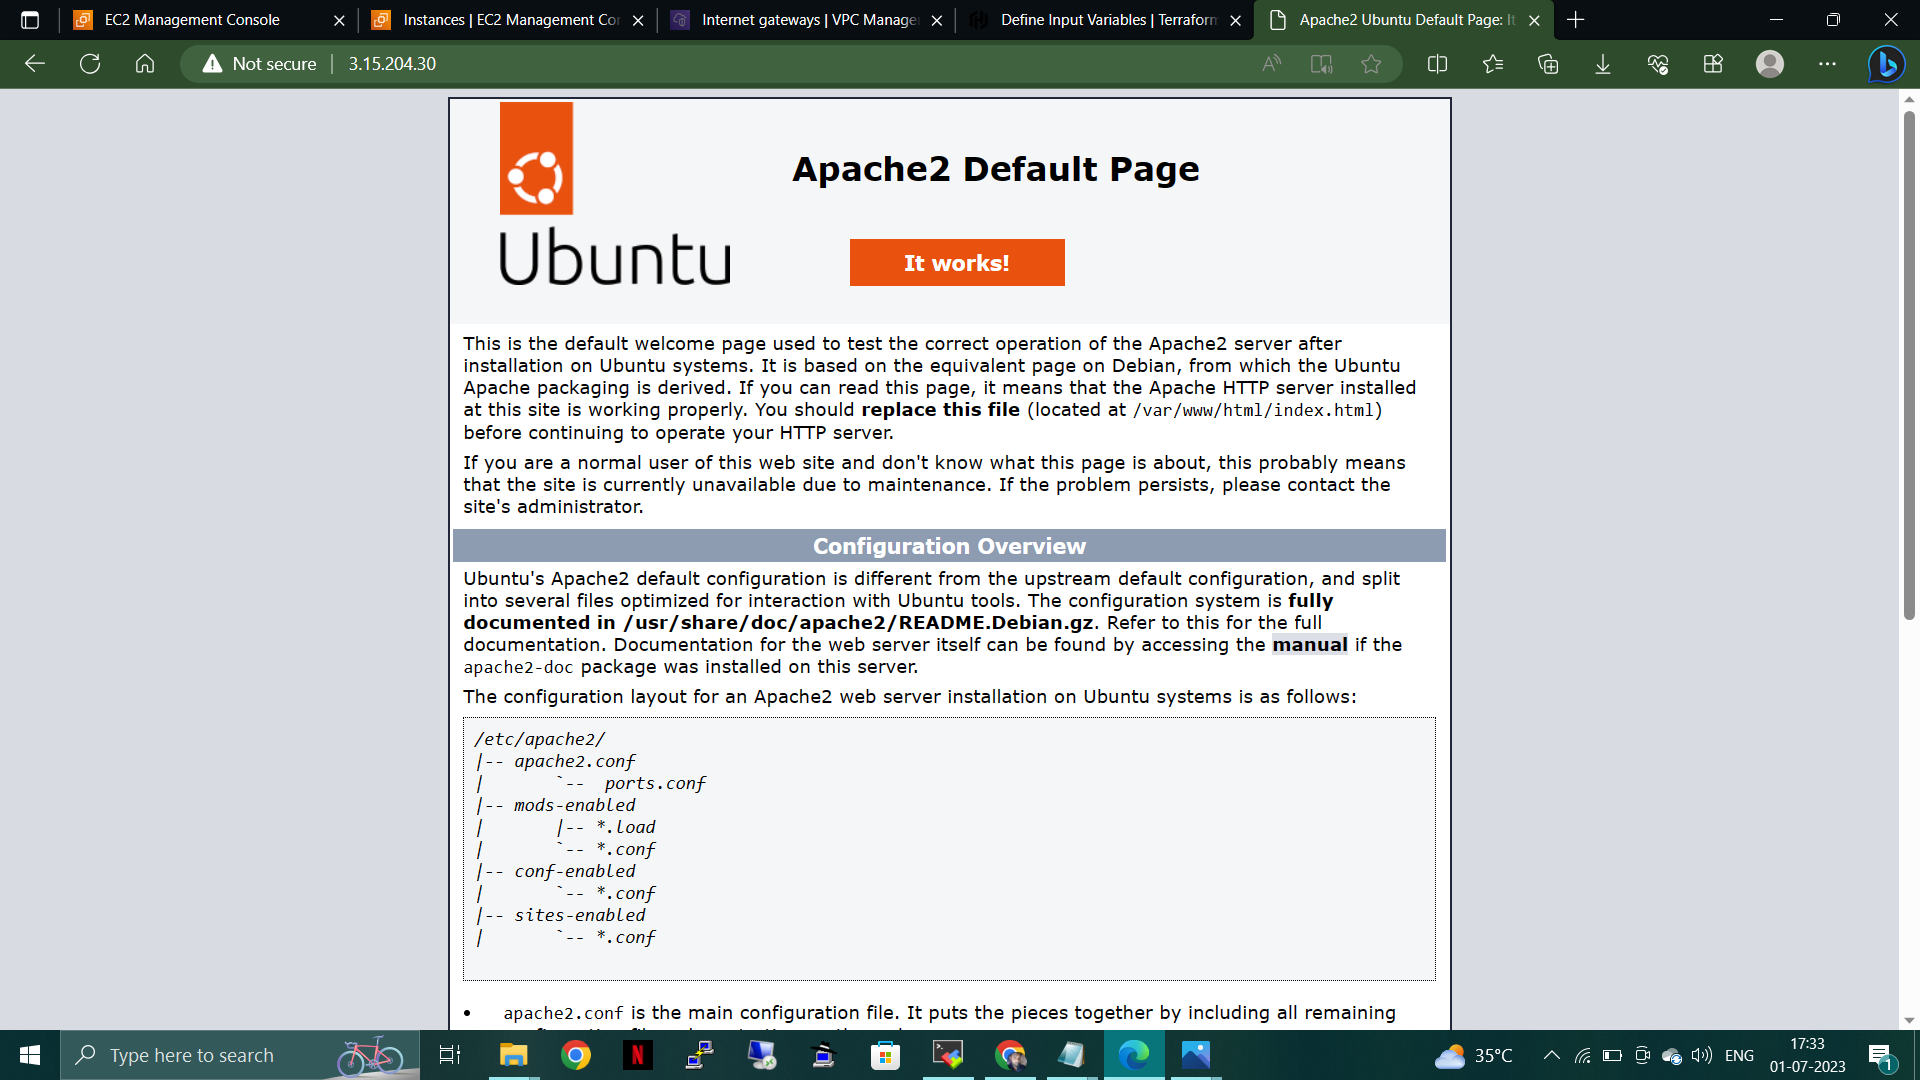 EC2 Management Console
Instances | EC2 Management Cor
Internet gateways | VPC Manage
Define Input Variables | Terraform
Apache2 Ubuntu Default Page: It
Not secure
3.15.204.30
Apache2 Default Page
Ubuntu
It works!
This is the default welcome page used to test the correct operation of the Apache2 server after
installation on Ubuntu systems. It is based on the equivalent page on Debian, from which the Ubuntu
Apache packaging is derived. If you can read this page, it means that the Apache HTTP server installed
at this site is working properly. You should replace this file (located at /var/www/html/index.html)
before continuing to operate your HTTP server.
If you are a normal user of this web site and don't know what this page is about, this probably means
that the site is currently unavailable due to maintenance. If the problem persists, please contact the
site's administrator.
Configuration Overview
Ubuntu's Apache2 default configuration is different from the upstream default configuration, and split
into several files optimized for interaction with Ubuntu tools. The configuration system is fully
documented in /usr/share/doc/apache2/README.Debian.gz. Refer to this for the full
documentation. Documentation for the web server itself can be found by accessing the manual if the
apache2-doc package was installed on this server.
The configuration layout for an Apache2 web server installation on Ubuntu systems is as follows:
/etc/apache2/
|-- apache2.conf
|       `--  ports.conf
|-- mods-enabled
|       |-- *.load
|       `-- *.conf
|-- conf-enabled
|       `-- *.conf
|-- sites-enabled
|       `-- *.conf
• apache2.conf is the main configuration file. It puts the pieces together by including all remaining
Type here to search
N
35°C
ENG
17:33
01-07-2023
1